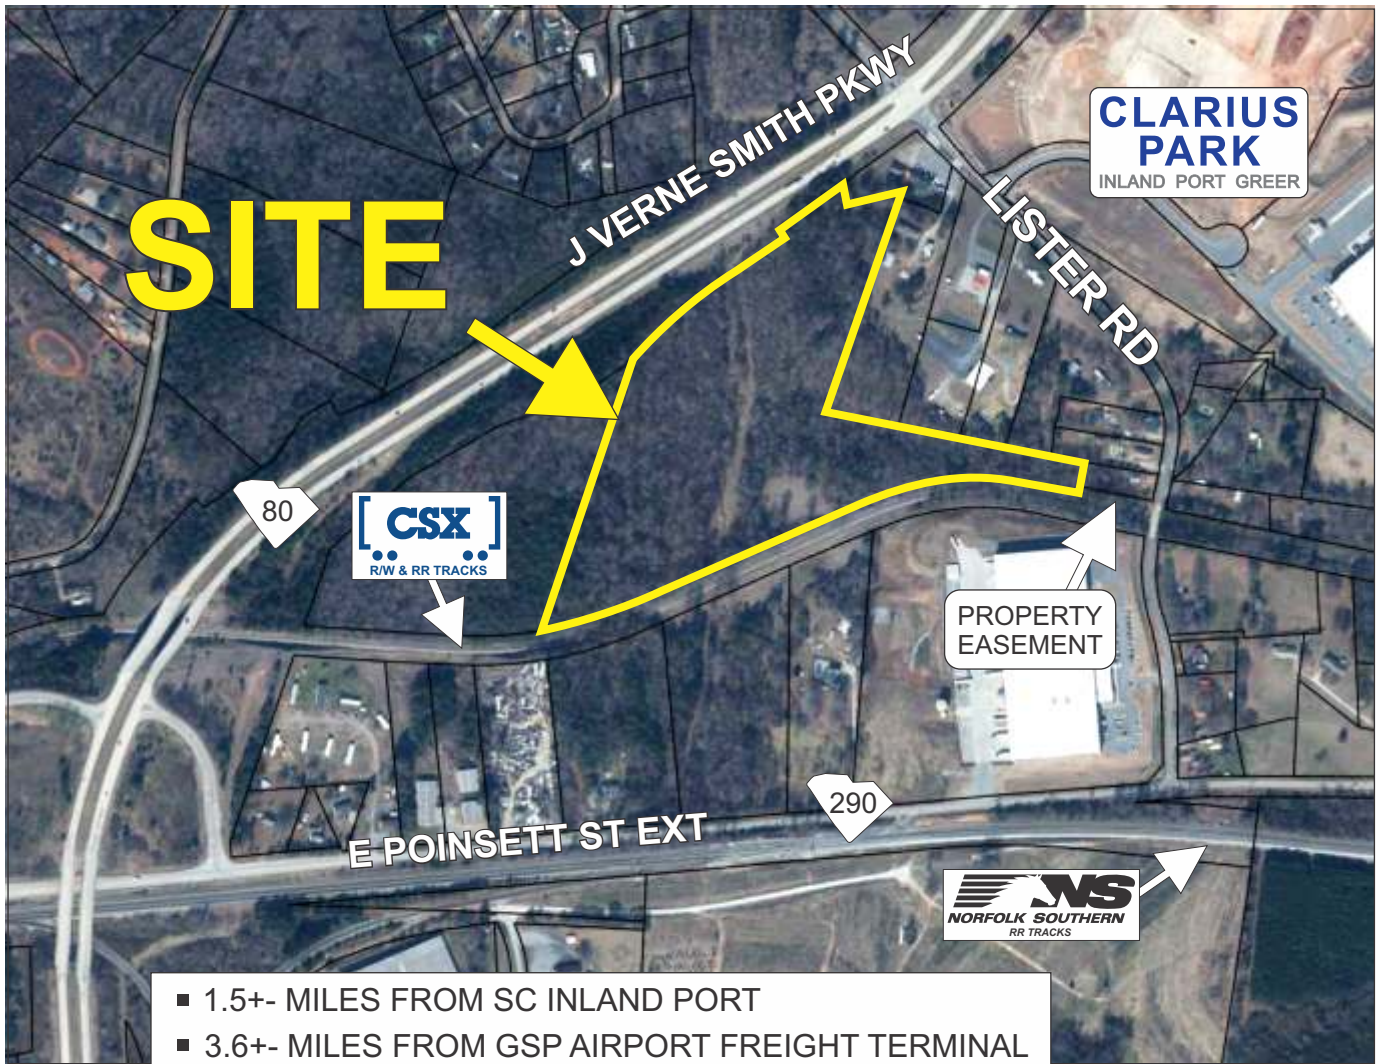 J VERNE SMITH PKWY
CLARIUS
PARK
INLAND PORT GREER
SITE
LISTER RD
80
CSX
R/W & RR TRACKS
PROPERTY
EASEMENT
290
E POINSETT ST EXT
NS
NORFOLK SOUTHERN
RR TRACKS
▪ 1.5+- MILES FROM SC INLAND PORT
▪ 3.6+- MILES FROM GSP AIRPORT FREIGHT TERMINAL